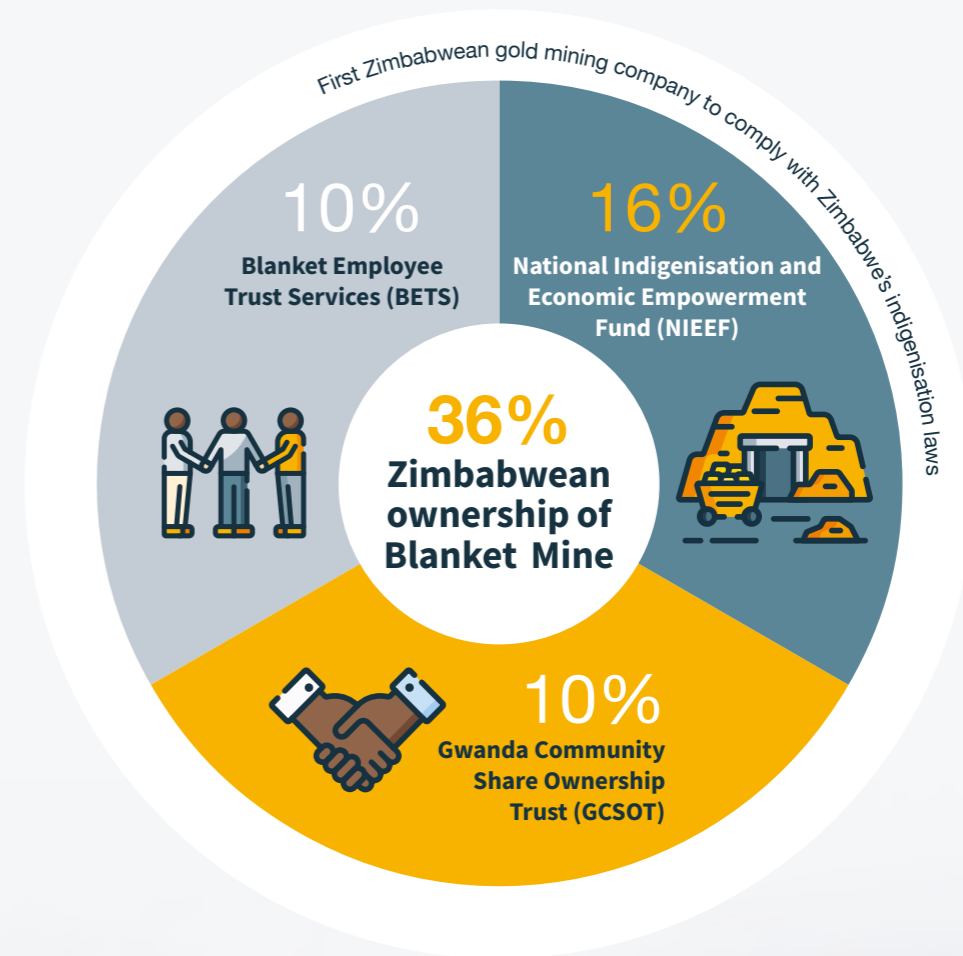 First Zimbabwean gold mining company to comply with Zimbabwe's indigenisation laws
10%
Blanket Employee
Trust Services (BETS)
16%
National Indigenisation and
Economic Empowerment
Fund (NIEEF)
36%
Zimbabwean
ownership of
Blanket Mine
10%
Gwanda Community
Share Ownership
Trust (GCSOT)